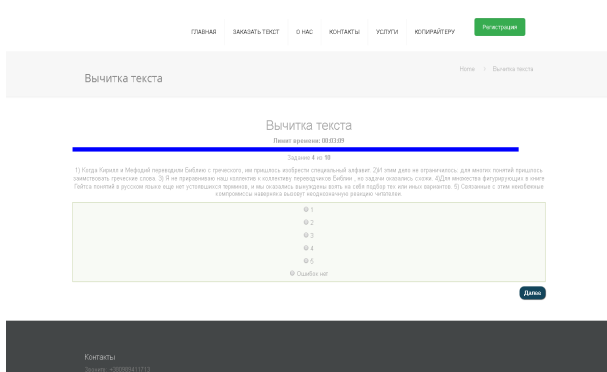 ГЛАВНАЯ ЗАКАЗАТЬ ТЕКСТ О НАС КОНТАКТЫ УСЛУГИ КОПИРАЙТЕРУ Регистрация
Вычитка текста
Home / Вычитка текста
Вычитка текста
Лимит времени: 00:03:09
Задание 4 из 10
1) Когда Кирилл и Мефодий переводили Библию с греческого, им пришлось изобрести специальный алфавит. 2)И этим дело не ограничилось: для многих понятий пришлось
заимствовать греческие слова. 3) Я не приравниваю наш коллектив к коллективу переводчиков Библии , но задачи оказались схожи. 4)Для множества фигурирующих в книге
Гейтса понятий в русском языке еще нет устоявшихся терминов, и мы оказались вынуждены взять на себя подбор тех или иных вариантов. 5) Связанные с этим неизбежные
компромиссы наверняка вызовут неоднозначную реакцию читателей.
1
2
3
4
5
Ошибок нет
Далее
Контакты
Звоните: +380999411713